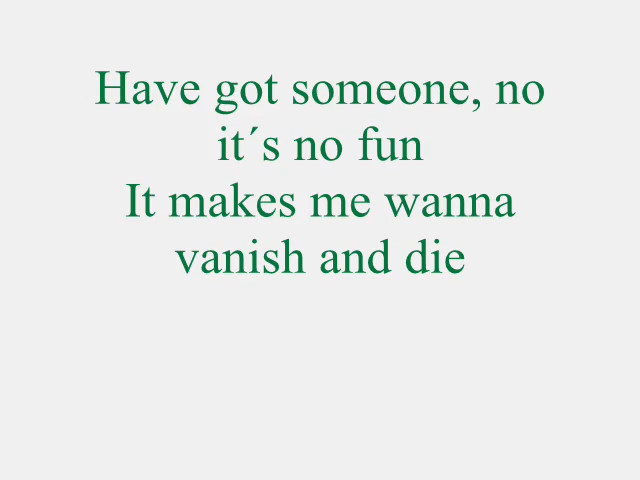 Have got someone, no
it´s no fun
It makes me wanna
vanish and die